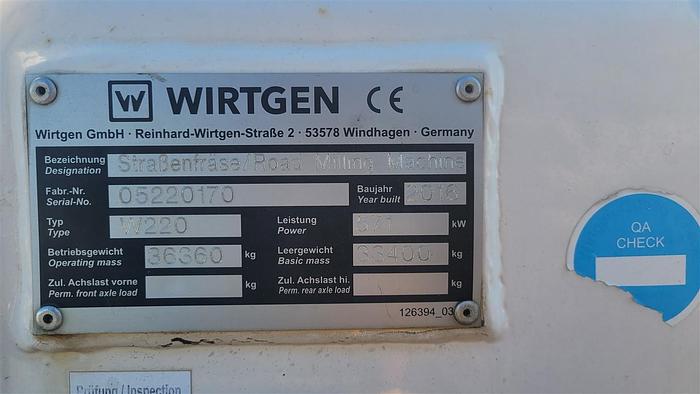 W WIRTGEN CE
Wirtgen GmbH · Reinhard-Wirtgen-Straße 2 · 53578 Windhagen · Germany
Bezeichnung
Designation
Straßenfräse/Road Milling Machine
Fabr.-Nr.
Serial-No.
05220170
Baujahr
Year built
2016
Typ
Type
W220
Leistung
Power
571 kW
Betriebsgewicht
Operating mass
36360 kg
Leergewicht
Basic mass
33400 kg
Zul. Achslast vorne
Perm. front axle load
kg
Zul. Achslast hi.
Perm. rear axle load
kg
126394_03
QA
CHECK
Prüfung / Inspection